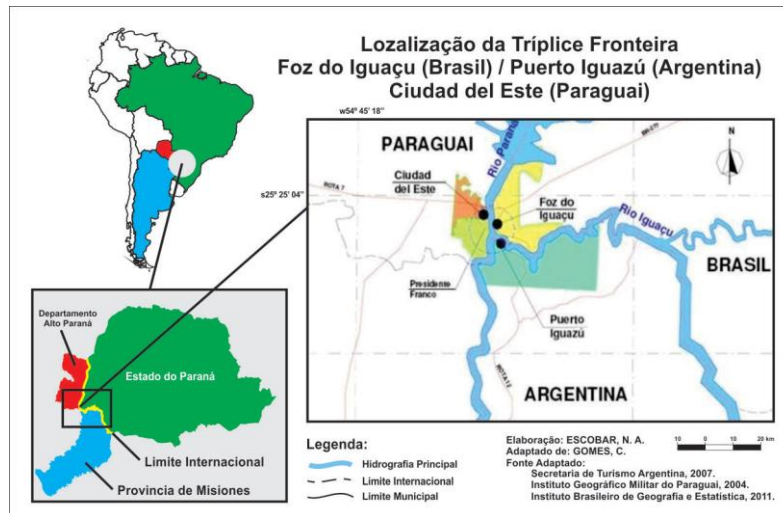 Lozalização da Tríplice Fronteira
Foz do Iguaçu (Brasil) / Puerto Iguazú (Argentina)
Ciudad del Este (Paraguai)
w54º 45' 18"
s25º 25' 04"
PARAGUAI
Rio Paraná
BR-277
N
ROTA 7
Ciudad
del Este
Foz do
Iguaçu
Rio Iguaçu
BRASIL
Presidente
Franco
Puerto
Iguazú
ROTA 12
ARGENTINA
Departamento
Alto Paraná
Estado do Paraná
Limite Internacional
Provincia de Misiones
Legenda:
Hidrografia Principal
Limite Internacional
Limite Municipal
Elaboração: ESCOBAR, N. A.
Adaptado de: GOMES, C.
Fonte Adaptado:
Secretaria de Turismo Argentina, 2007.
Instituto Geográfico Militar do Paraguai, 2004.
Instituto Brasileiro de Geografia e Estatística, 2011.
10 0 10 20 km